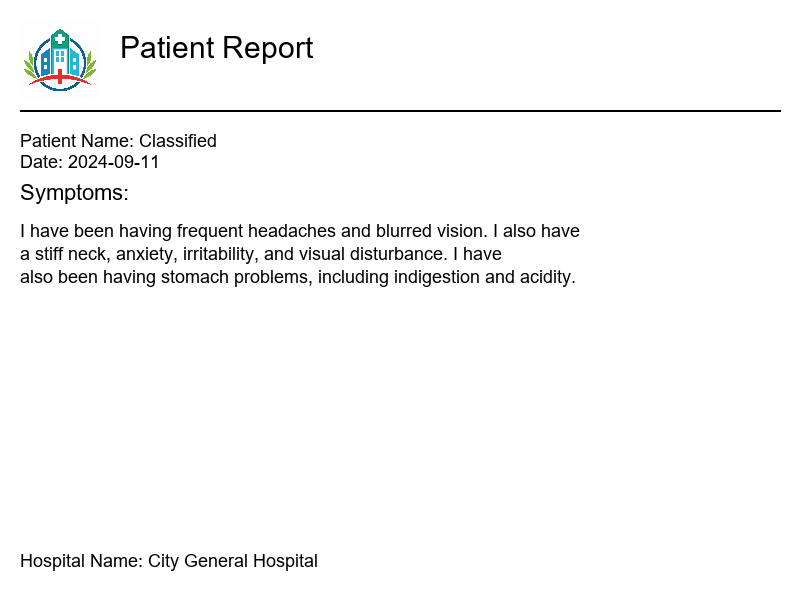 Patient Report
Patient Name: Classified
Date: 2024-09-11
Symptoms:
I have been having frequent headaches and blurred vision. I also have
a stiff neck, anxiety, irritability, and visual disturbance. I have
also been having stomach problems, including indigestion and acidity.
Hospital Name: City General Hospital